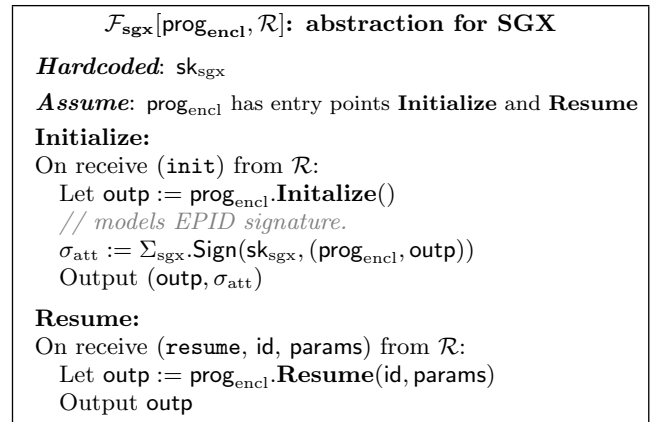 𝓕sgx[prog_encl, 𝓡]: abstraction for SGX
Hardcoded: sk_sgx
Assume: prog_encl has entry points Initialize and Resume
Initialize:
On receive (init) from 𝓡:
Let outp := prog_encl.Initalize()
// models EPID signature.
σ_att := Σ_sgx.Sign(sk_sgx, (prog_encl, outp))
Output (outp, σ_att)
Resume:
On receive (resume, id, params) from 𝓡:
Let outp := prog_encl.Resume(id, params)
Output outp